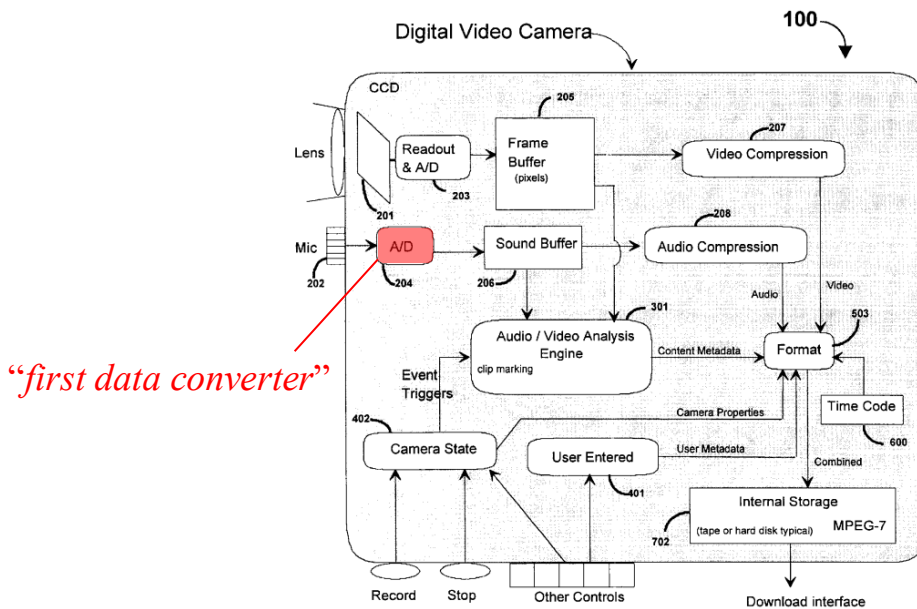 100
Digital Video Camera
CCD
Lens
201
Readout
& A/D
203
205
Frame
Buffer
(pixels)
207
Video Compression
Mic
202
A/D
204
Sound Buffer
206
208
Audio Compression
Audio
Video
"first data converter"
301
Audio / Video Analysis
Engine
clip marking
Content Metadata
503
Format
Event
Triggers
402
Camera State
Camera Properties
User Entered
401
User Metadata
Time Code
600
Combined
Internal Storage
(tape or hard disk typical)
MPEG-7
702
Record
Stop
Other Controls
Download interface